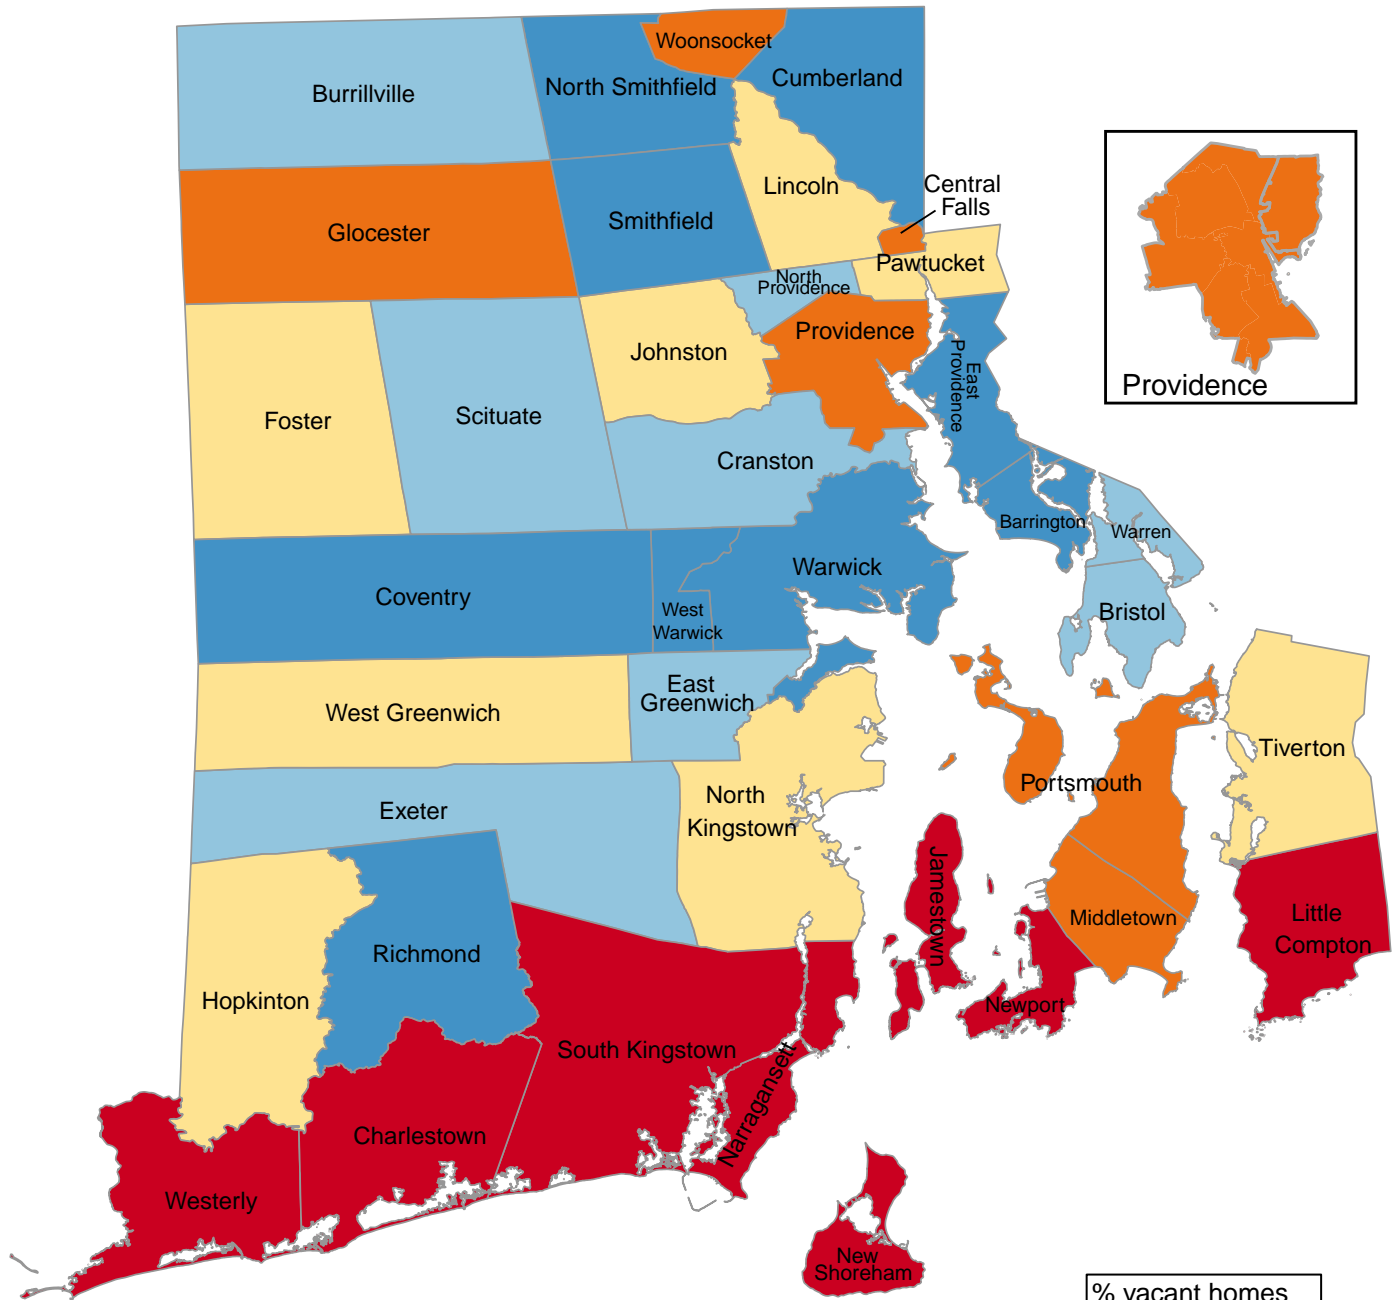 Woonsocket
Cumberland
North Smithfield
Burrillville
Lincoln
Central
Falls
Smithfield
Glocester
Pawtucket
North
Providence
Providence
Johnston
East
Providence
Providence
Foster
Scituate
Cranston
Barrington
Warren
Warwick
Coventry
West
Warwick
Bristol
East
Greenwich
West Greenwich
Tiverton
Portsmouth
North
Kingstown
Exeter
Jamestown
Middletown
Little
Compton
Richmond
Hopkinton
Newport
South Kingstown
Narragansett
Charlestown
Westerly
New
Shoreham
% vacant homes